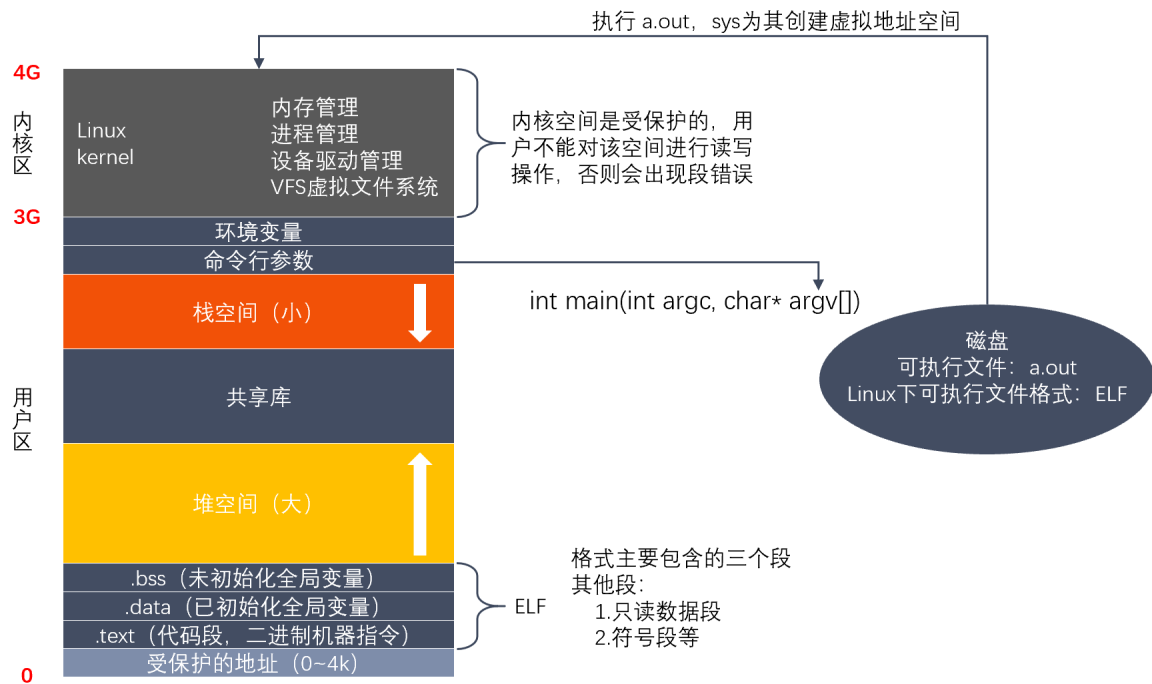 执行 a.out，sys为其创建虚拟地址空间
4G
内核区
Linux
kernel
内存管理
进程管理
设备驱动管理
VFS虚拟文件系统
内核空间是受保护的，用
户不能对该空间进行读写
操作，否则会出现段错误
3G
环境变量
命令行参数
栈空间（小）
int main(int argc, char* argv[])
磁盘
可执行文件：a.out
Linux下可执行文件格式：ELF
用户区
共享库
堆空间（大）
.bss（未初始化全局变量）
.data（已初始化全局变量）
.text（代码段，二进制机器指令）
ELF
格式主要包含的三个段
其他段：
1.只读数据段
2.符号段等
受保护的地址（0~4k）
0